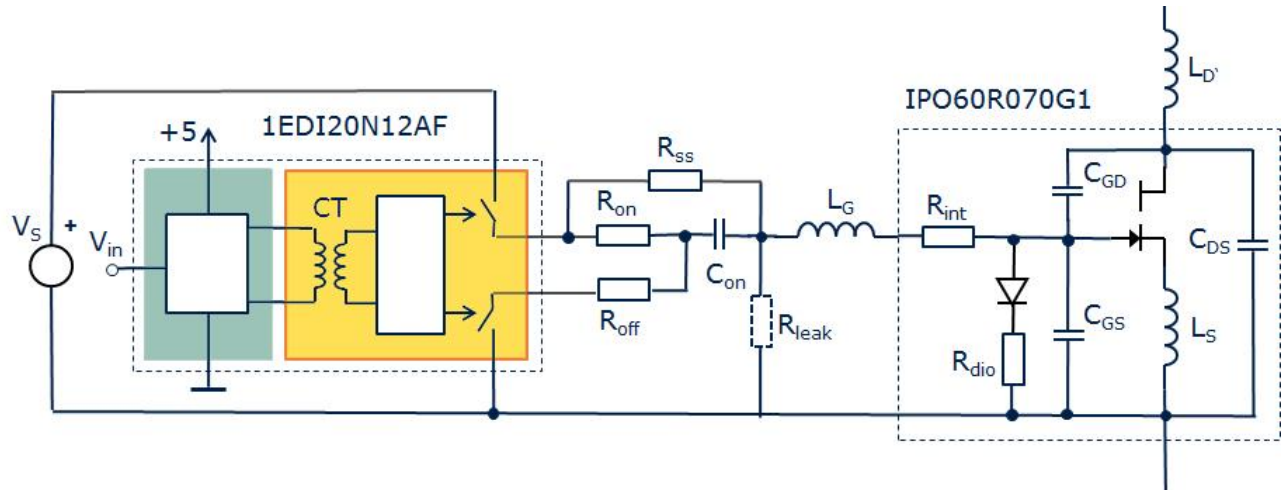 L_D`
IPO60R070G1
1EDI20N12AF
+5
R_ss
C_GD
V_S
+
V_in
CT
R_on
L_G
R_int
C_DS
C_on
R_off
R_leak
C_GS
L_S
R_dio